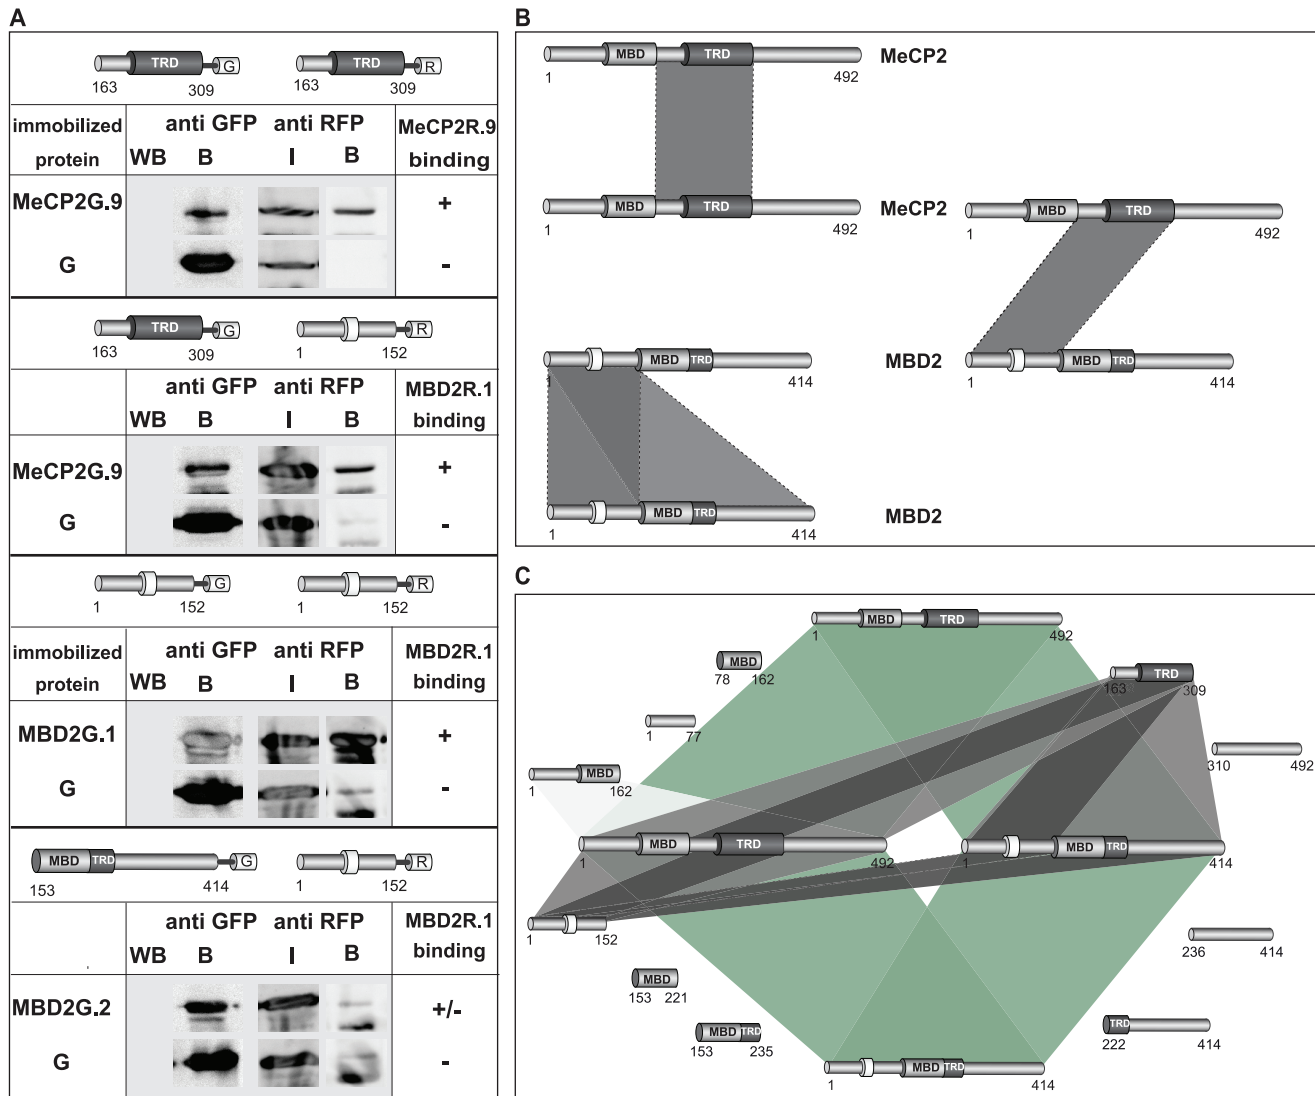 A
TRD G TRD R
163 309 163 309
immobilized protein WB anti GFP B anti RFP I B MeCP2R.9 binding
MeCP2G.9 +
G -
TRD G R
163 309 1 152
WB anti GFP B anti RFP I B MBD2R.1 binding
MeCP2G.9 +
G -
G R
1 152 1 152
immobilized protein WB anti GFP B anti RFP I B MBD2R.1 binding
MBD2G.1 +
G -
MBD TRD G R
153 414 1 152
WB anti GFP B anti RFP I B MBD2R.1 binding
MBD2G.2 +/-
G -
B
MBD TRD MeCP2
1 492
MBD TRD MeCP2 MBD TRD
1 492 1 492
MBD TRD MBD2 MBD TRD
1 414 1 414
MBD TRD MBD2
1 414
C
MBD TRD
1 492
MBD
78 162
TRD
163 309
1 77
310 492
MBD
1 162
MBD TRD
1 492
MBD TRD
1 414
1 152
236 414
MBD
153 221
MBD TRD
153 235
TRD
222 414
MBD TRD
1 414